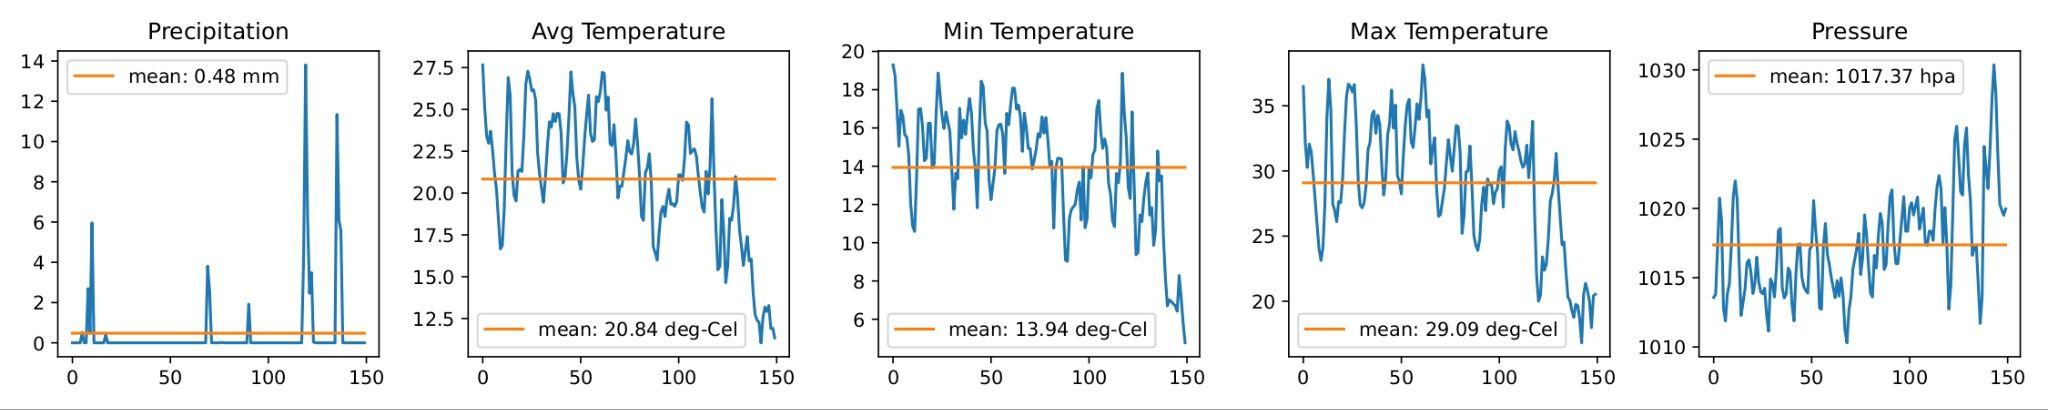 Precipitation
14
12
10
8
6
4
2
0
0 50 100 150
mean: 0.48 mm
Avg Temperature
27.5
25.0
22.5
20.0
17.5
15.0
12.5
0 50 100 150
mean: 20.84 deg-Cel
Min Temperature
20
18
16
14
12
10
8
6
0 50 100 150
mean: 13.94 deg-Cel
Max Temperature
35
30
25
20
0 50 100 150
mean: 29.09 deg-Cel
Pressure
1030
1025
1020
1015
1010
0 50 100 150
mean: 1017.37 hpa